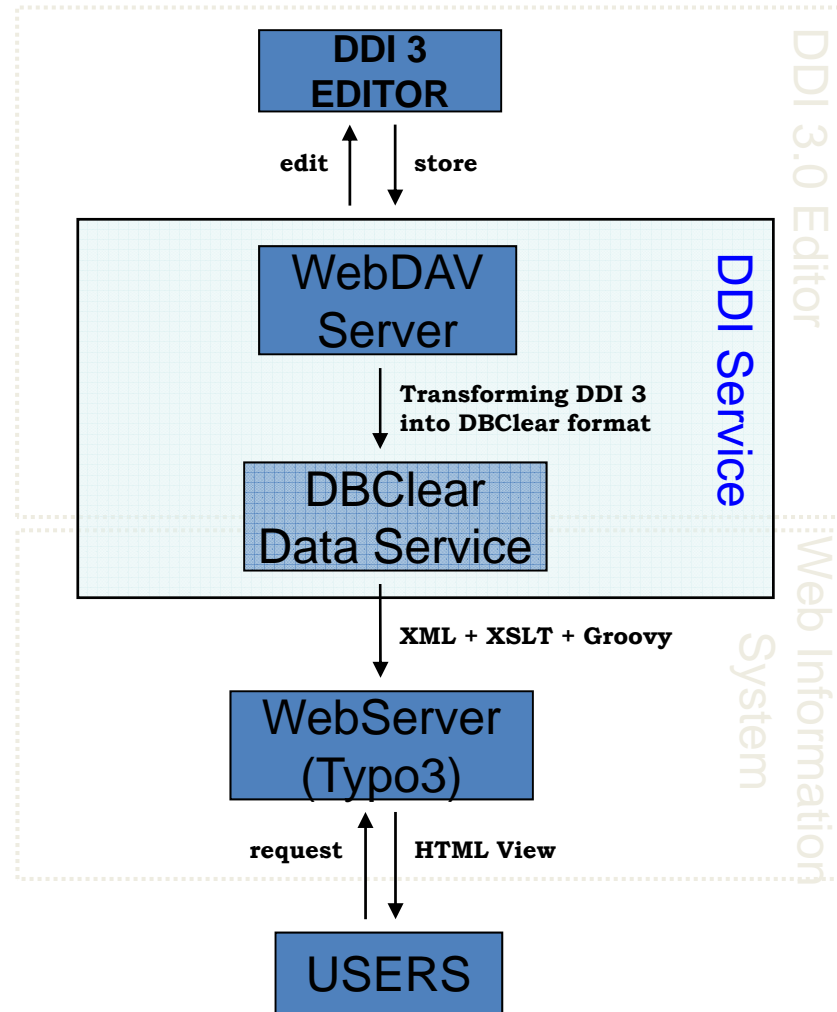 DDI 3
EDITOR
DDI 3.0 Editor
edit
store
WebDAV
Server
DDI Service
Transforming DDI 3
into DBClear format
DBClear
Data Service
Web Information
System
XML + XSLT + Groovy
WebServer
(Typo3)
request
HTML View
USERS